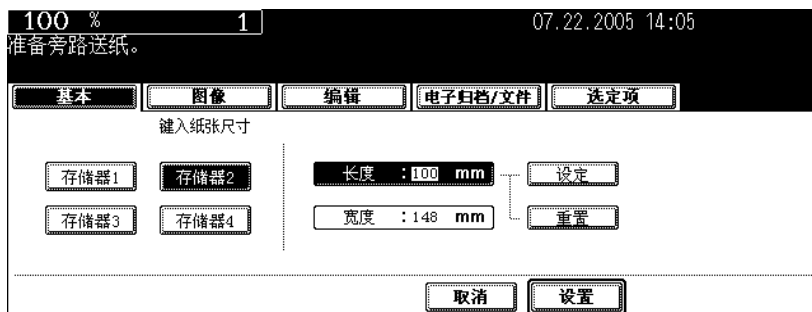 100 % 1 07.22.2005 14:05
准备旁路送纸。
基本 图像 编辑 电子归档/文件 选定项
键入纸张尺寸
存储器1 存储器2 长度 :100 mm 设定
存储器3 存储器4 宽度 :148 mm 重置
取消 设置